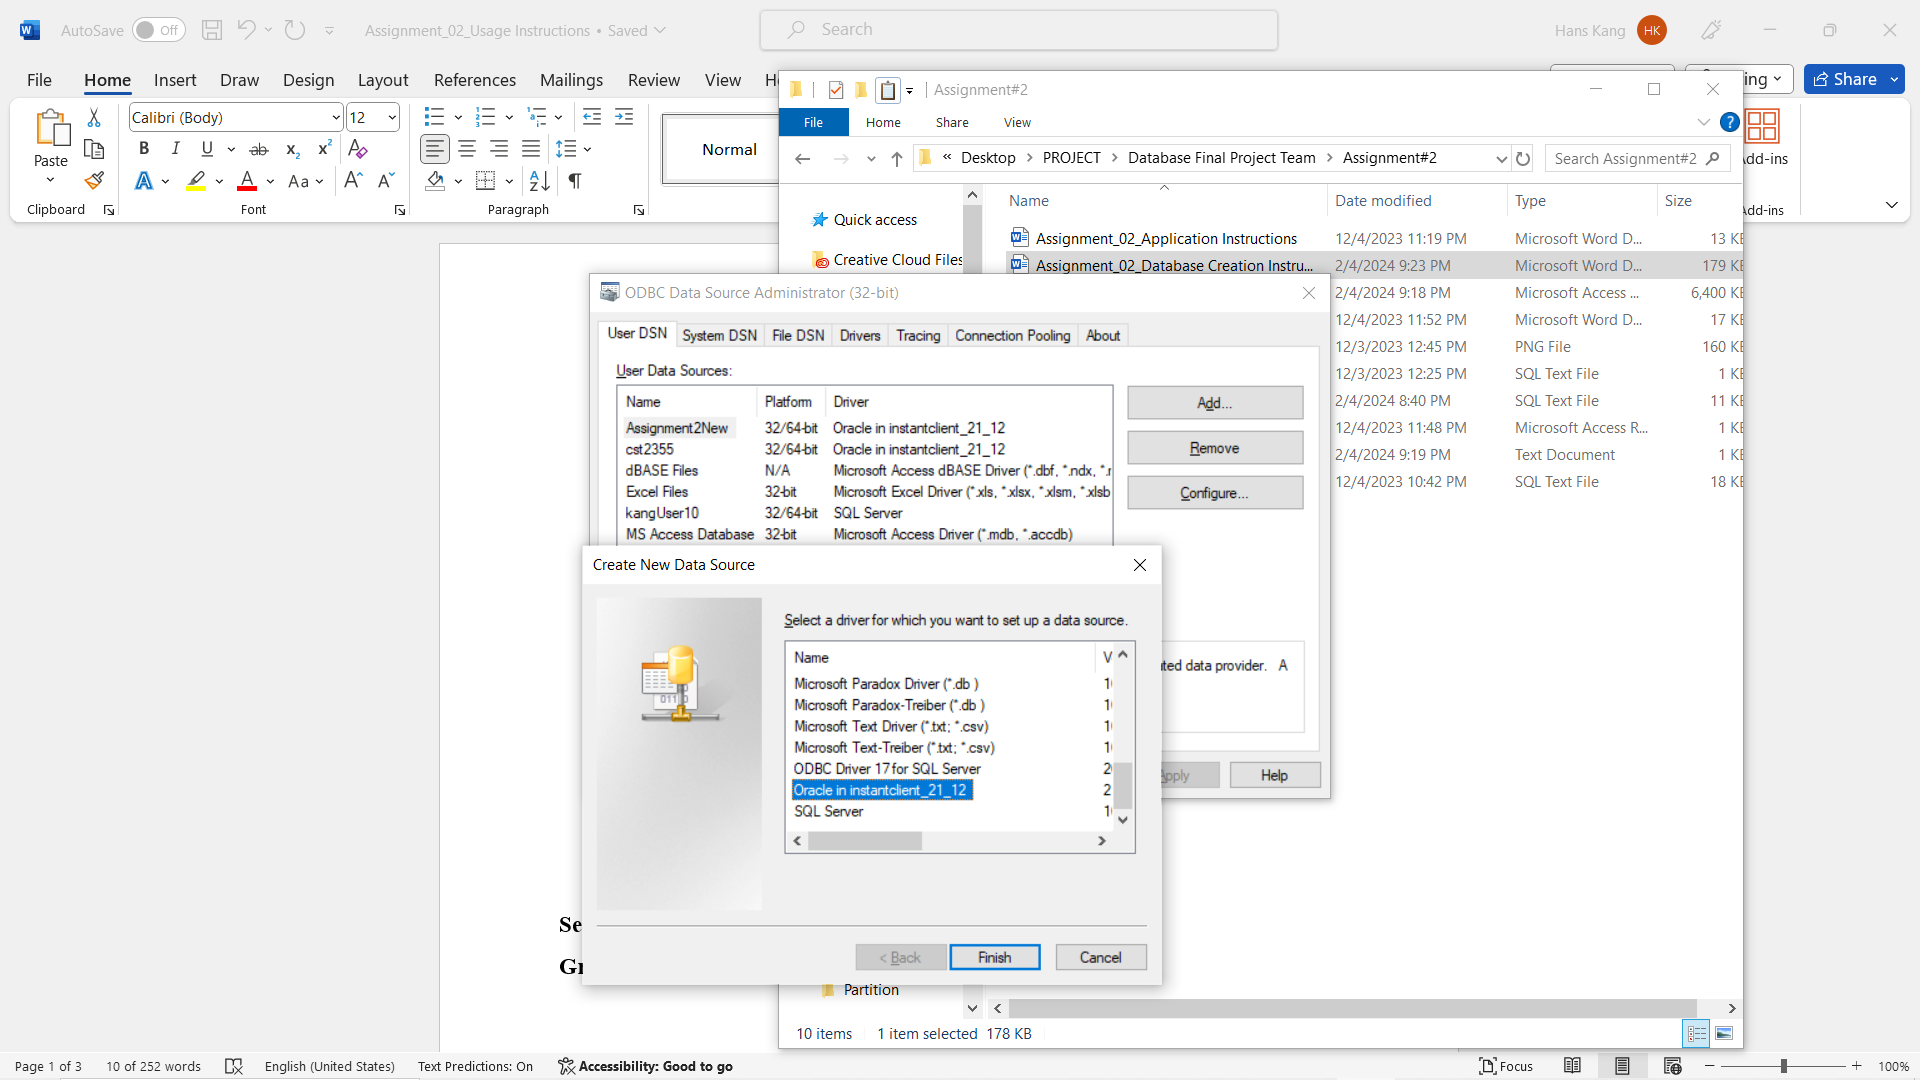 AutoSave Off Assignment_02_Usage Instructions • Saved Search Hans Kang HK
File Home Insert Draw Design Layout References Mailings Review View Share
Paste Calibri (Body) 12 Normal Add-ins
Clipboard Font Paragraph Add-ins
Assignment#2
File Home Share View
« Desktop PROJECT Database Final Project Team Assignment#2 Search Assignment#2
Name Date modified Type Size
Quick access
Creative Cloud Files
Assignment_02_Application Instructions 12/4/2023 11:19 PM Microsoft Word D... 13 KB
Assignment_02_Database Creation Instru... 2/4/2024 9:23 PM Microsoft Word D... 179 KB
2/4/2024 9:18 PM Microsoft Access ... 6,400 KB
12/4/2023 11:52 PM Microsoft Word D... 17 KB
12/3/2023 12:45 PM PNG File 160 KB
12/3/2023 12:25 PM SQL Text File 1 KB
2/4/2024 8:40 PM SQL Text File 11 KB
12/4/2023 11:48 PM Microsoft Access R... 1 KB
2/4/2024 9:19 PM Text Document 1 KB
12/4/2023 10:42 PM SQL Text File 18 KB
ODBC Data Source Administrator (32-bit)
User DSN System DSN File DSN Drivers Tracing Connection Pooling About
User Data Sources:
Name Platform Driver
Assignment2New 32/64-bit Oracle in instantclient_21_12
cst2355 32/64-bit Oracle in instantclient_21_12
dBASE Files N/A Microsoft Access dBASE Driver (*.dbf, *.ndx, *.
Excel Files 32-bit Microsoft Excel Driver (*.xls, *.xlsx, *.xlsm, *.xlsb
kangUser10 32/64-bit SQL Server
MS Access Database 32-bit Microsoft Access Driver (*.mdb, *.accdb)
Add...
Remove
Configure...
data provider. A
Apply Help
Create New Data Source
Select a driver for which you want to set up a data source.
Name V
Microsoft Paradox Driver (*.db )
Microsoft Paradox-Treiber (*.db )
Microsoft Text Driver (*.txt; *.csv)
Microsoft Text-Treiber (*.txt; *.csv)
ODBC Driver 17 for SQL Server
Oracle in instantclient_21_12
SQL Server
< Back Finish Cancel
Se
Gr
Partition
10 items 1 item selected 178 KB
Page 1 of 3 10 of 252 words English (United States) Text Predictions: On Accessibility: Good to go Focus 100%